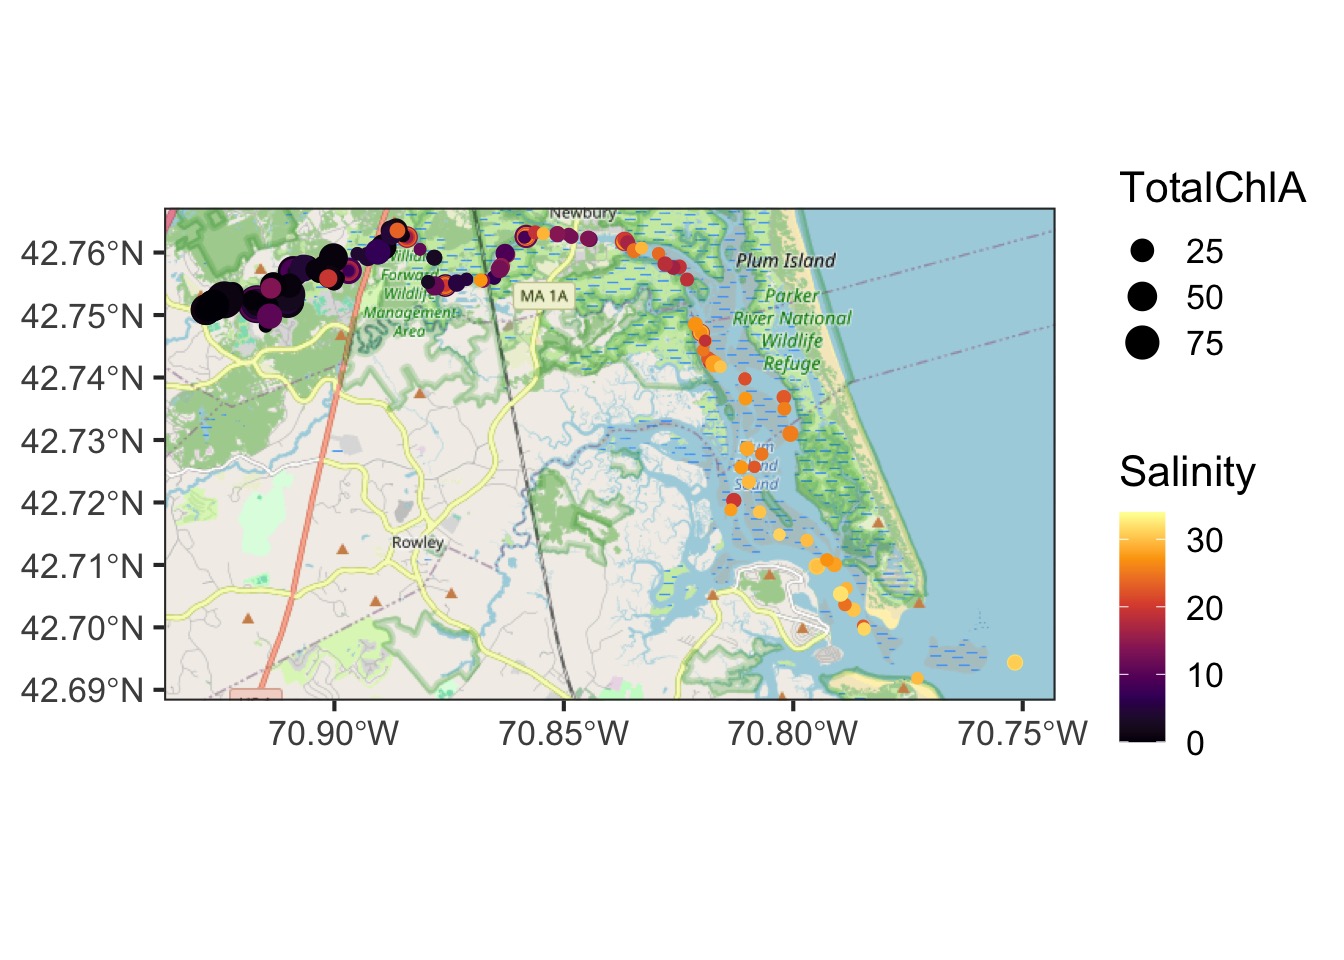 TotalChlA
25
50
75
Salinity
30
20
10
0
42.76°N
42.75°N
42.74°N
42.73°N
42.72°N
42.71°N
42.70°N
42.69°N
70.90°W
70.85°W
70.80°W
70.75°W
Newbury
Plum Island
Parker
River National
Wildlife
Refuge
MA 1A
Forward
Wildlife
Management
Area
Rowley
Sound